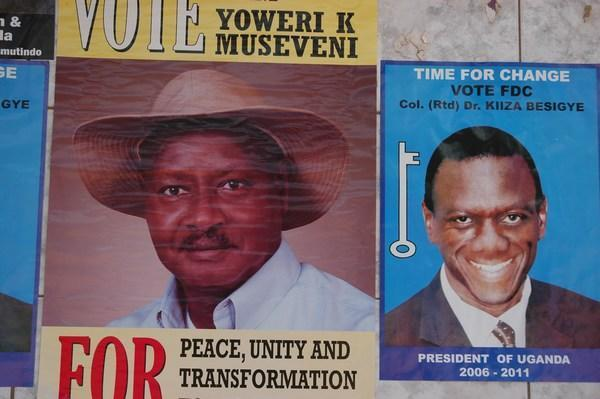 n &
la
mutindo
GE
GYE
VOTE
YOWERI K
MUSEVENI
FOR
PEACE, UNITY AND
TRANSFORMATION
TIME FOR CHANGE
VOTE FDC
Col. (Rtd) Dr. KIIZA BESIGYE
PRESIDENT OF UGANDA
2006 - 2011